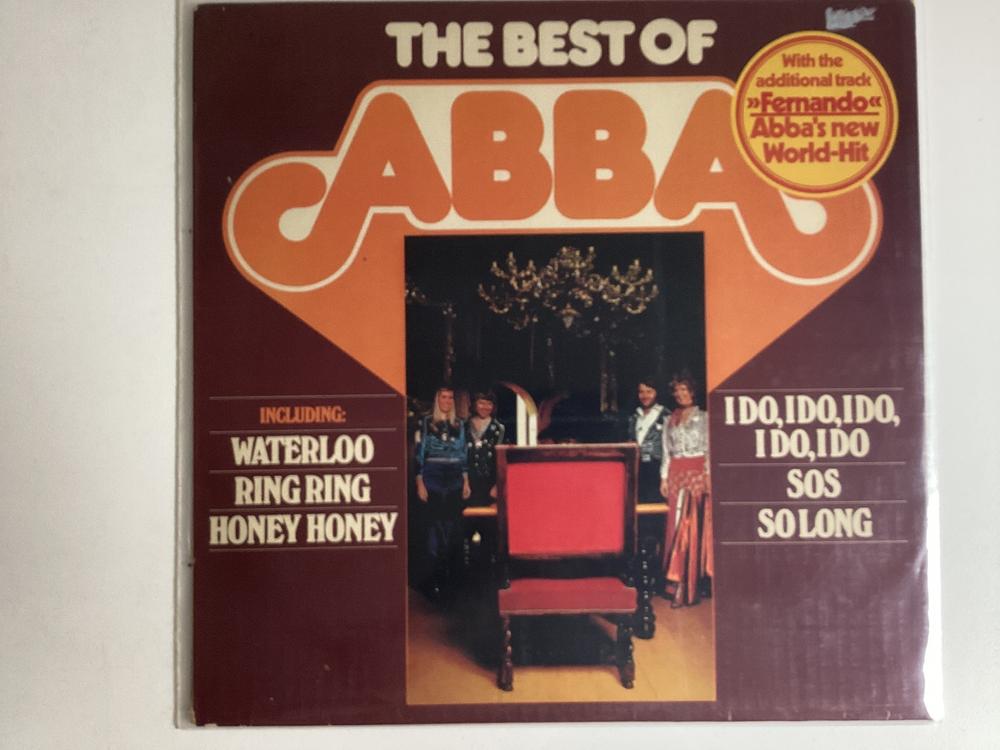 THE BEST OF
ABBA
With the
additional track
»Fernando«
Abba's new
World-Hit
INCLUDING:
WATERLOO
RING RING
HONEY HONEY
I DO, I DO, I DO,
I DO, I DO
SOS
SO LONG